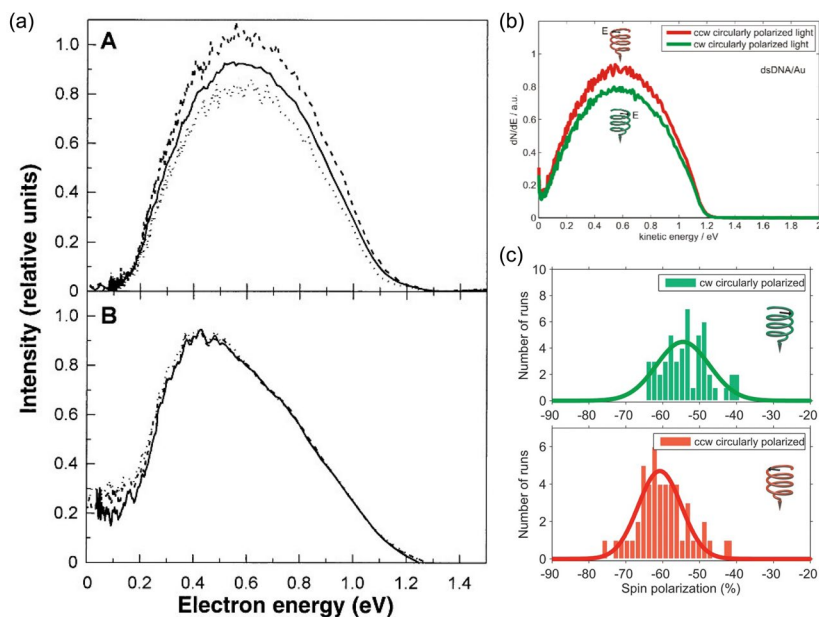 (a)
A
1.0
0.8
0.6
0.4
0.2
0
B
1.0
0.8
0.6
0.4
0.2
0
0 0.2 0.4 0.6 0.8 1.0 1.2 1.4
Intensity (relative units)
Electron energy (eV)
(b)
E
ccw circularly polarized light
cw circularly polarized light
dsDNA/Au
E
1
0.8
0.6
0.4
0.2
0
dN/dE / a.u.
0 0.2 0.4 0.6 0.8 1 1.2 1.4 1.6 1.8 2
kinetic energy / eV
(c)
cw circularly polarized
10
8
6
4
2
0
Number of runs
-90 -80 -70 -60 -50 -40 -30 -20
ccw circularly polarized
6
4
2
0
Number of runs
-90 -80 -70 -60 -50 -40 -30 -20
Spin polarization (%)